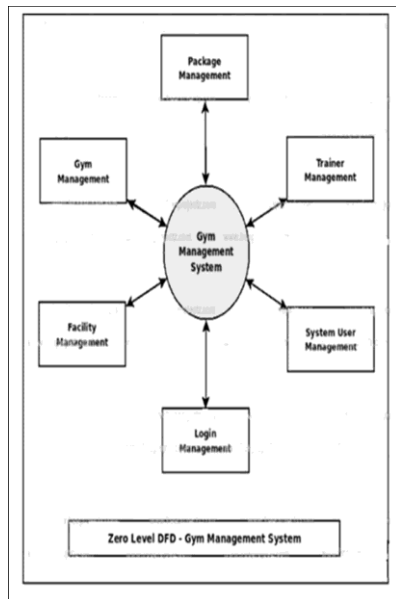 Package
Management
Gym
Management
Trainer
Management
Gym
Management
System
Facility
Management
System User
Management
Login
Management
Zero Level DFD - Gym Management System